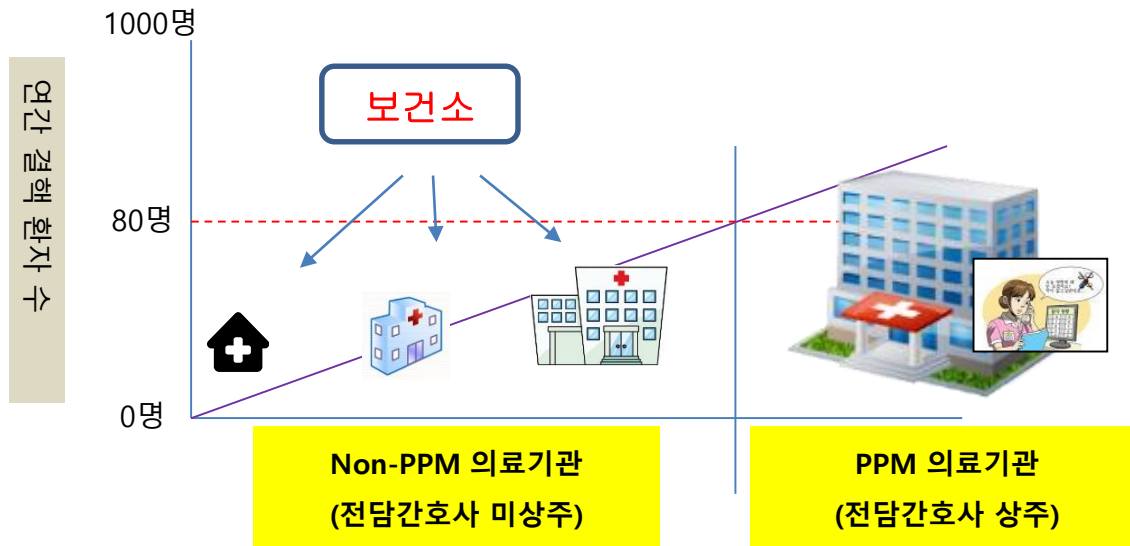 1000명
연간 결핵 환자 수
보건소
80명
0명
Non-PPM 의료기관
(전담간호사 미상주)
PPM 의료기관
(전담간호사 상주)